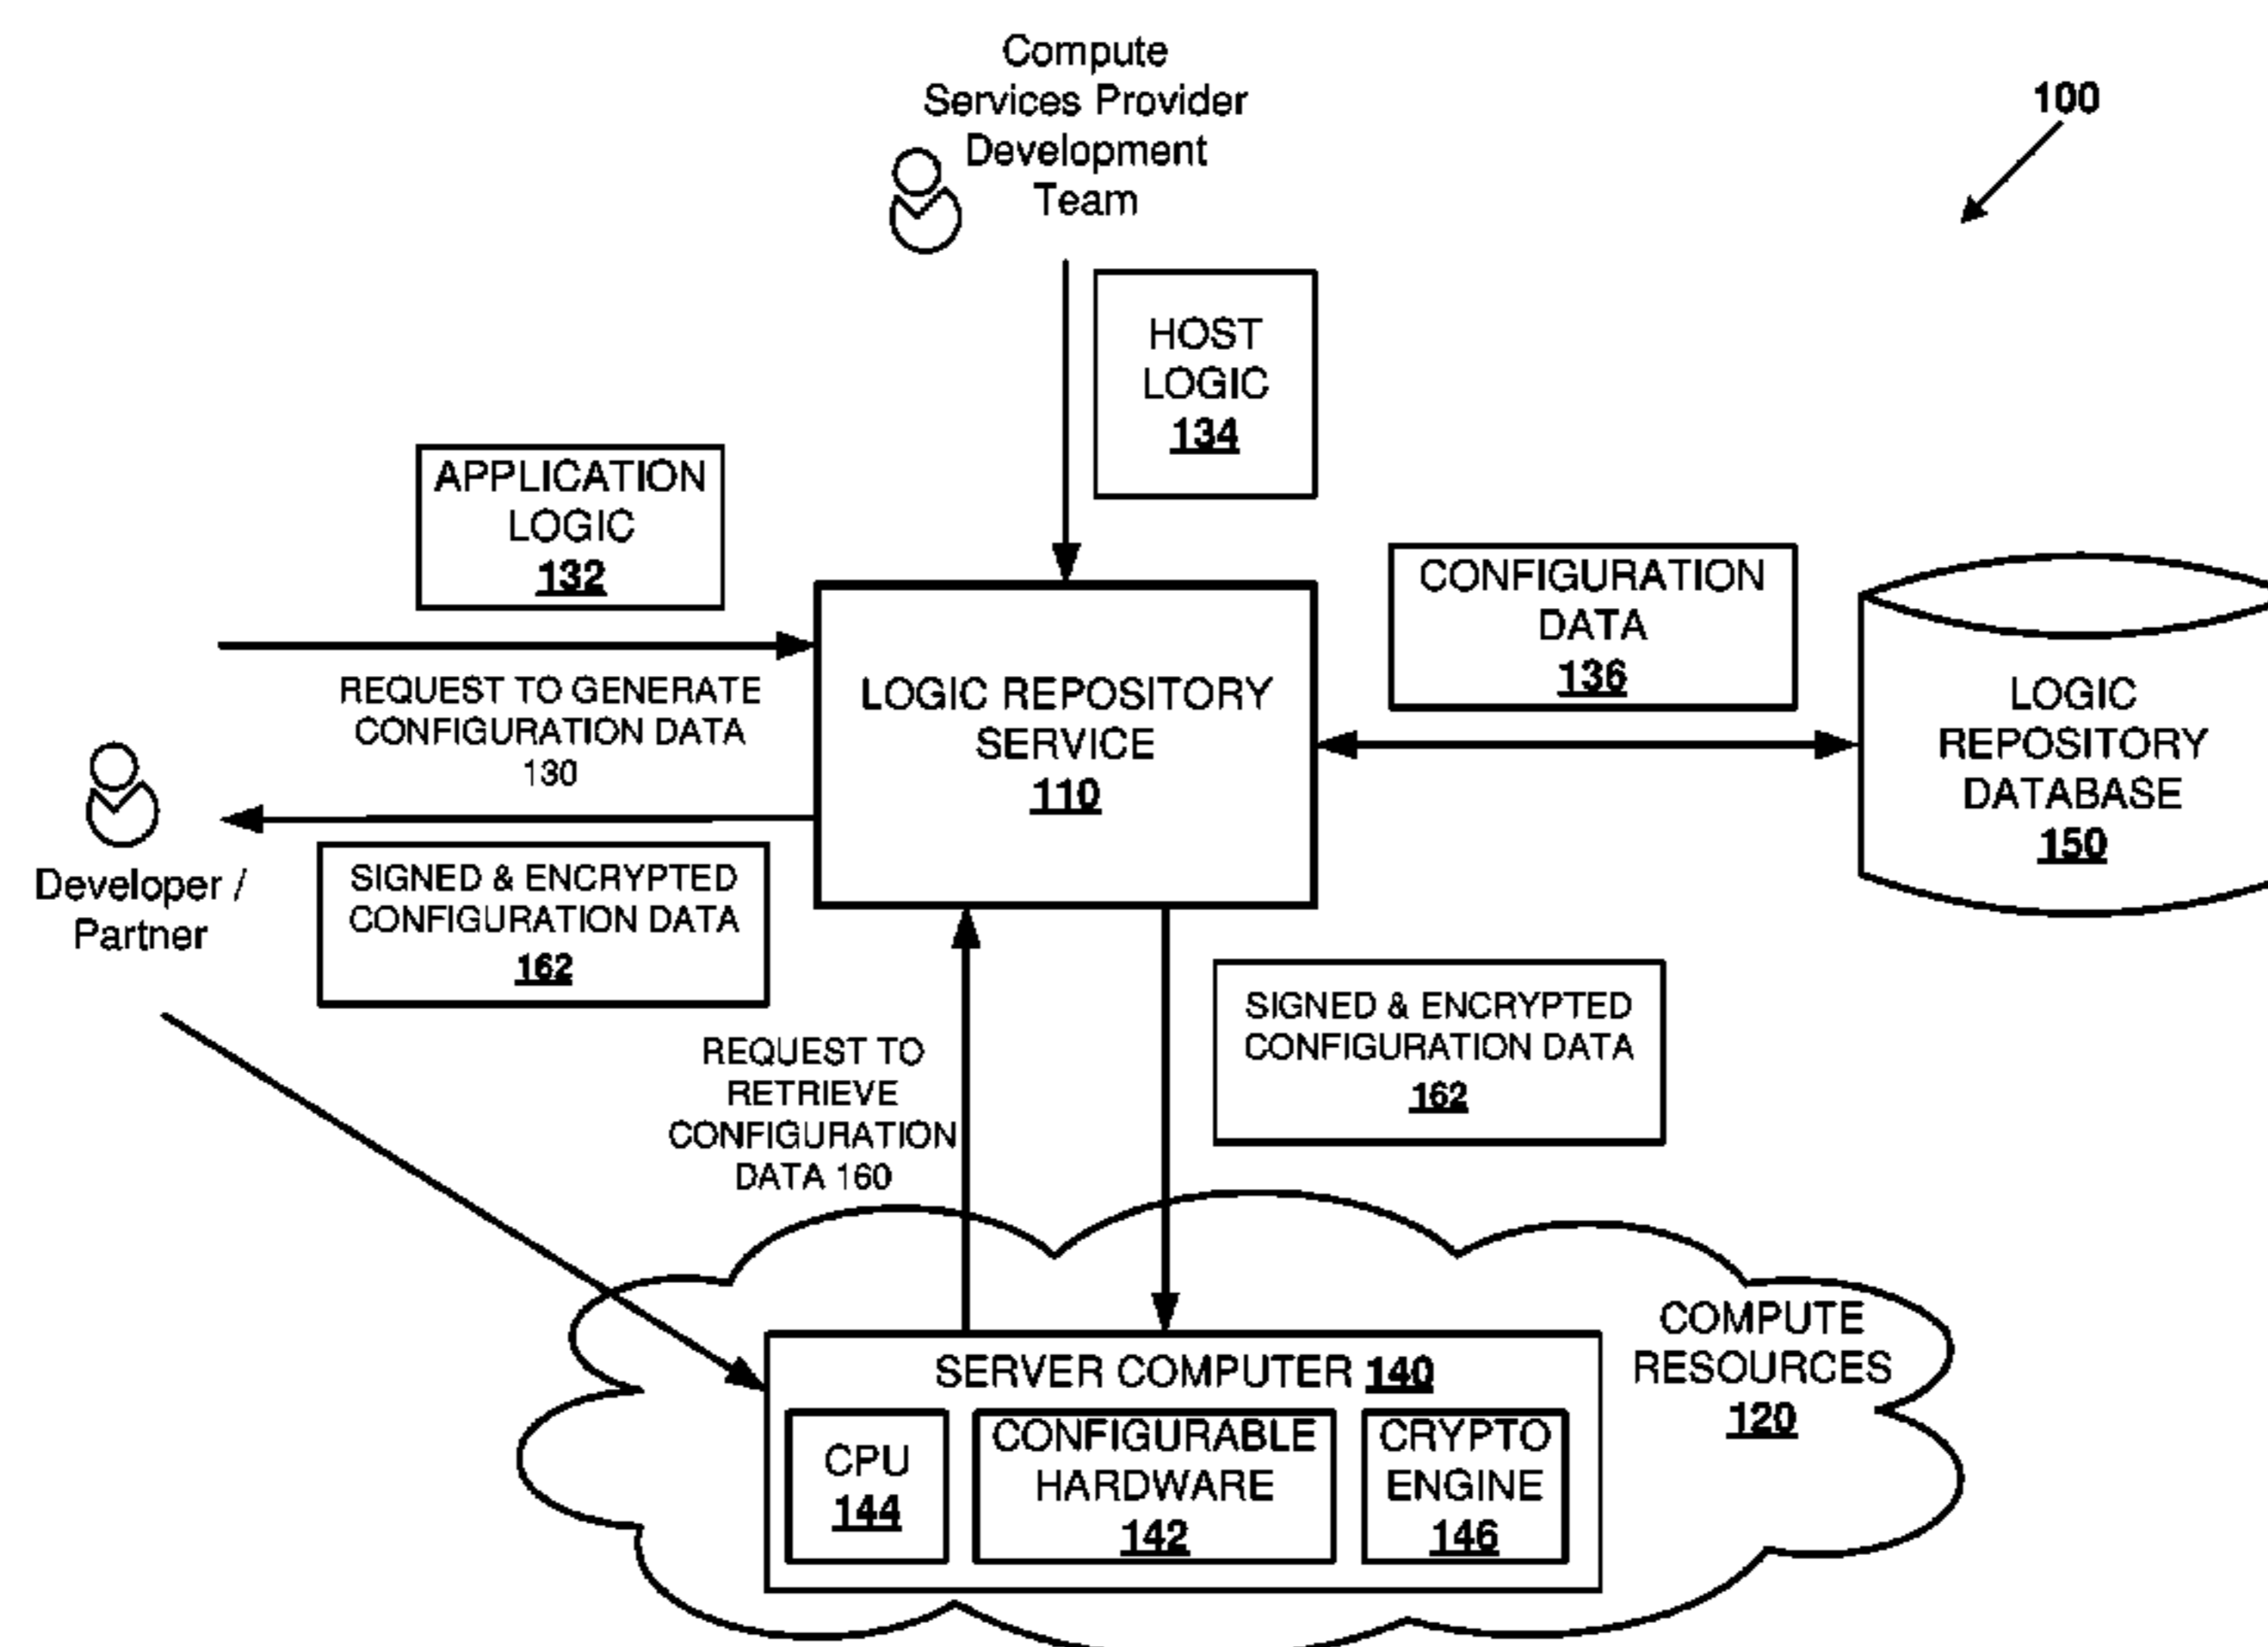 Compute
Services Provider
Development
Team
100
HOST
LOGIC
134
APPLICATION
LOGIC
132
CONFIGURATION
DATA
136
REQUEST TO GENERATE
CONFIGURATION DATA
130
LOGIC REPOSITORY
SERVICE
110
LOGIC
REPOSITORY
DATABASE
150
Developer /
Partner
SIGNED & ENCRYPTED
CONFIGURATION DATA
162
REQUEST TO
RETRIEVE
CONFIGURATION
DATA 160
SIGNED & ENCRYPTED
CONFIGURATION DATA
162
COMPUTE
RESOURCES
120
SERVER COMPUTER 140
CPU
144
CONFIGURABLE
HARDWARE
142
CRYPTO
ENGINE
146